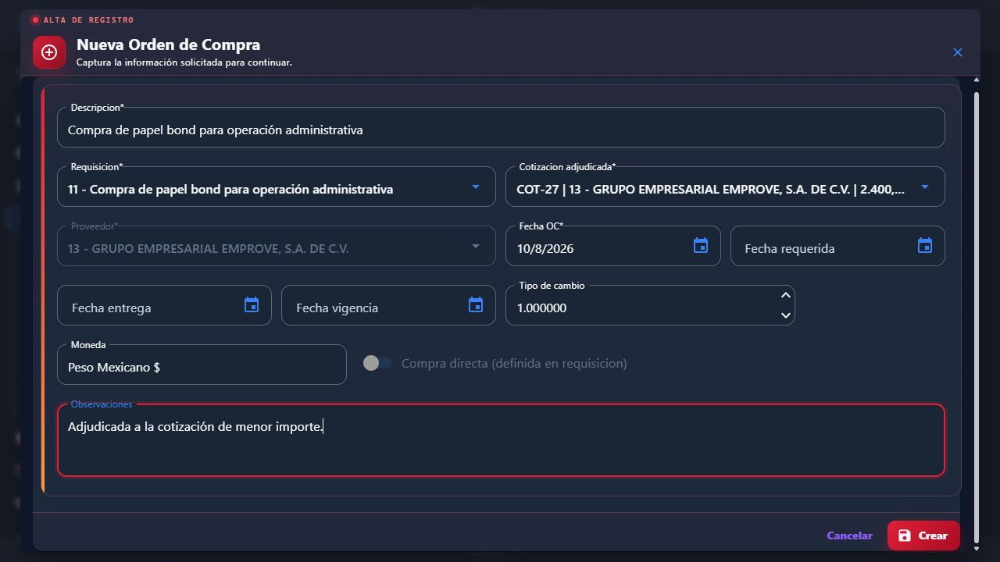 ALTA DE REGISTRO
Nueva Orden de Compra
Captura la información solicitada para continuar.
Descripcion*
Compra de papel bond para operación administrativa
Requisicion*
11 - Compra de papel bond para operación administrativa
Cotizacion adjudicada*
COT-27 | 13 - GRUPO EMPRESARIAL EMPROVE, S.A. DE C.V. | 2.400,...
Proveedor*
13 - GRUPO EMPRESARIAL EMPROVE, S.A. DE C.V.
Fecha OC*
10/8/2026
Fecha requerida
Fecha entrega
Fecha vigencia
Tipo de cambio
1.000000
Moneda
Peso Mexicano $
Compra directa (definida en requisicion)
Observaciones
Adjudicada a la cotización de menor importe.
Cancelar
Crear